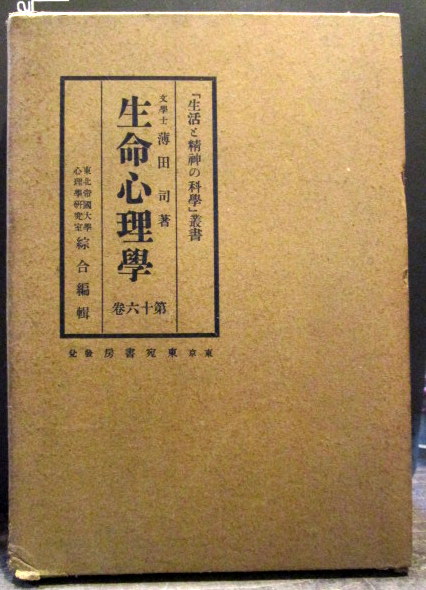 「生活と精神の科學」叢書
文學士 薄田司著
生命心理學
第十六卷
東北帝國大學
心理學研究室
綜合編輯
東京 東宛書房 發兌